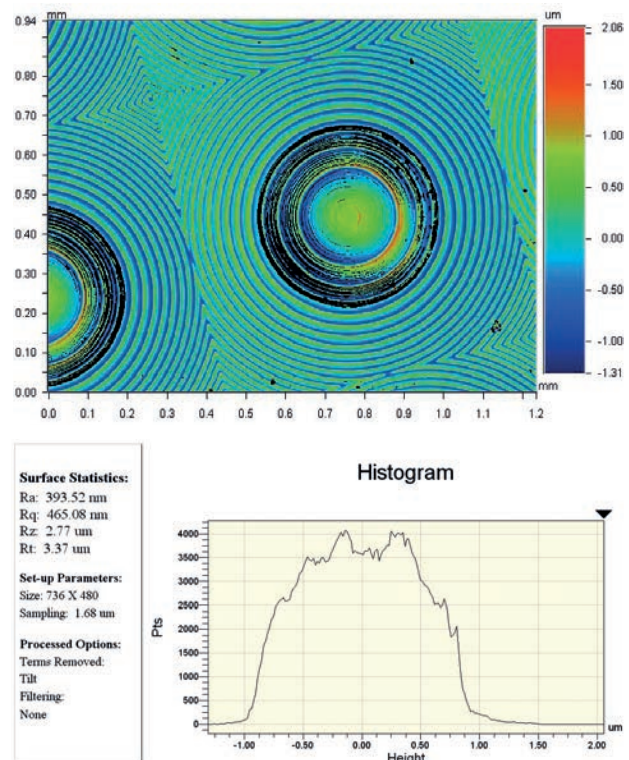 mm
um
0.94
0.80
0.70
0.60
0.50
0.40
0.30
0.20
0.10
0.00
0.0 0.1 0.2 0.3 0.4 0.5 0.6 0.7 0.8 0.9 1.0 1.1 1.2
mm
2.06
1.50
1.00
0.50
0.00
-0.50
-1.00
-1.31
Surface Statistics:
Ra: 393.52 nm
Rq: 465.08 nm
Rz: 2.77 um
Rt: 3.37 um
Set-up Parameters:
Size: 736 X 480
Sampling: 1.68 um
Processed Options:
Terms Removed:
Tilt
Filtering:
None
Histogram
Pts
4000
3500
3000
2500
2000
1500
1000
500
0
-1.00 -0.50 0.00 0.50 1.00 1.50 2.00
um
Height